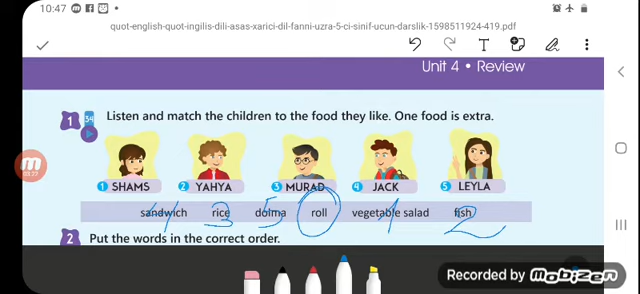 10:47
quot-english-quot-ingilis-dili-asas-xarici-dil-fanni-uzra-5-ci-sinif-ucun-darslik-1598511924-419.pdf
Unit 4 • Review
1 34 Listen and match the children to the food they like. One food is extra.
1 SHAMS 2 YAHYA 3 MURAD 4 JACK 5 LEYLA
sandwich rice dolma roll vegetable salad fish
4 3 5 1 2
2 Put the words in the correct order.
Recorded by Mobizen